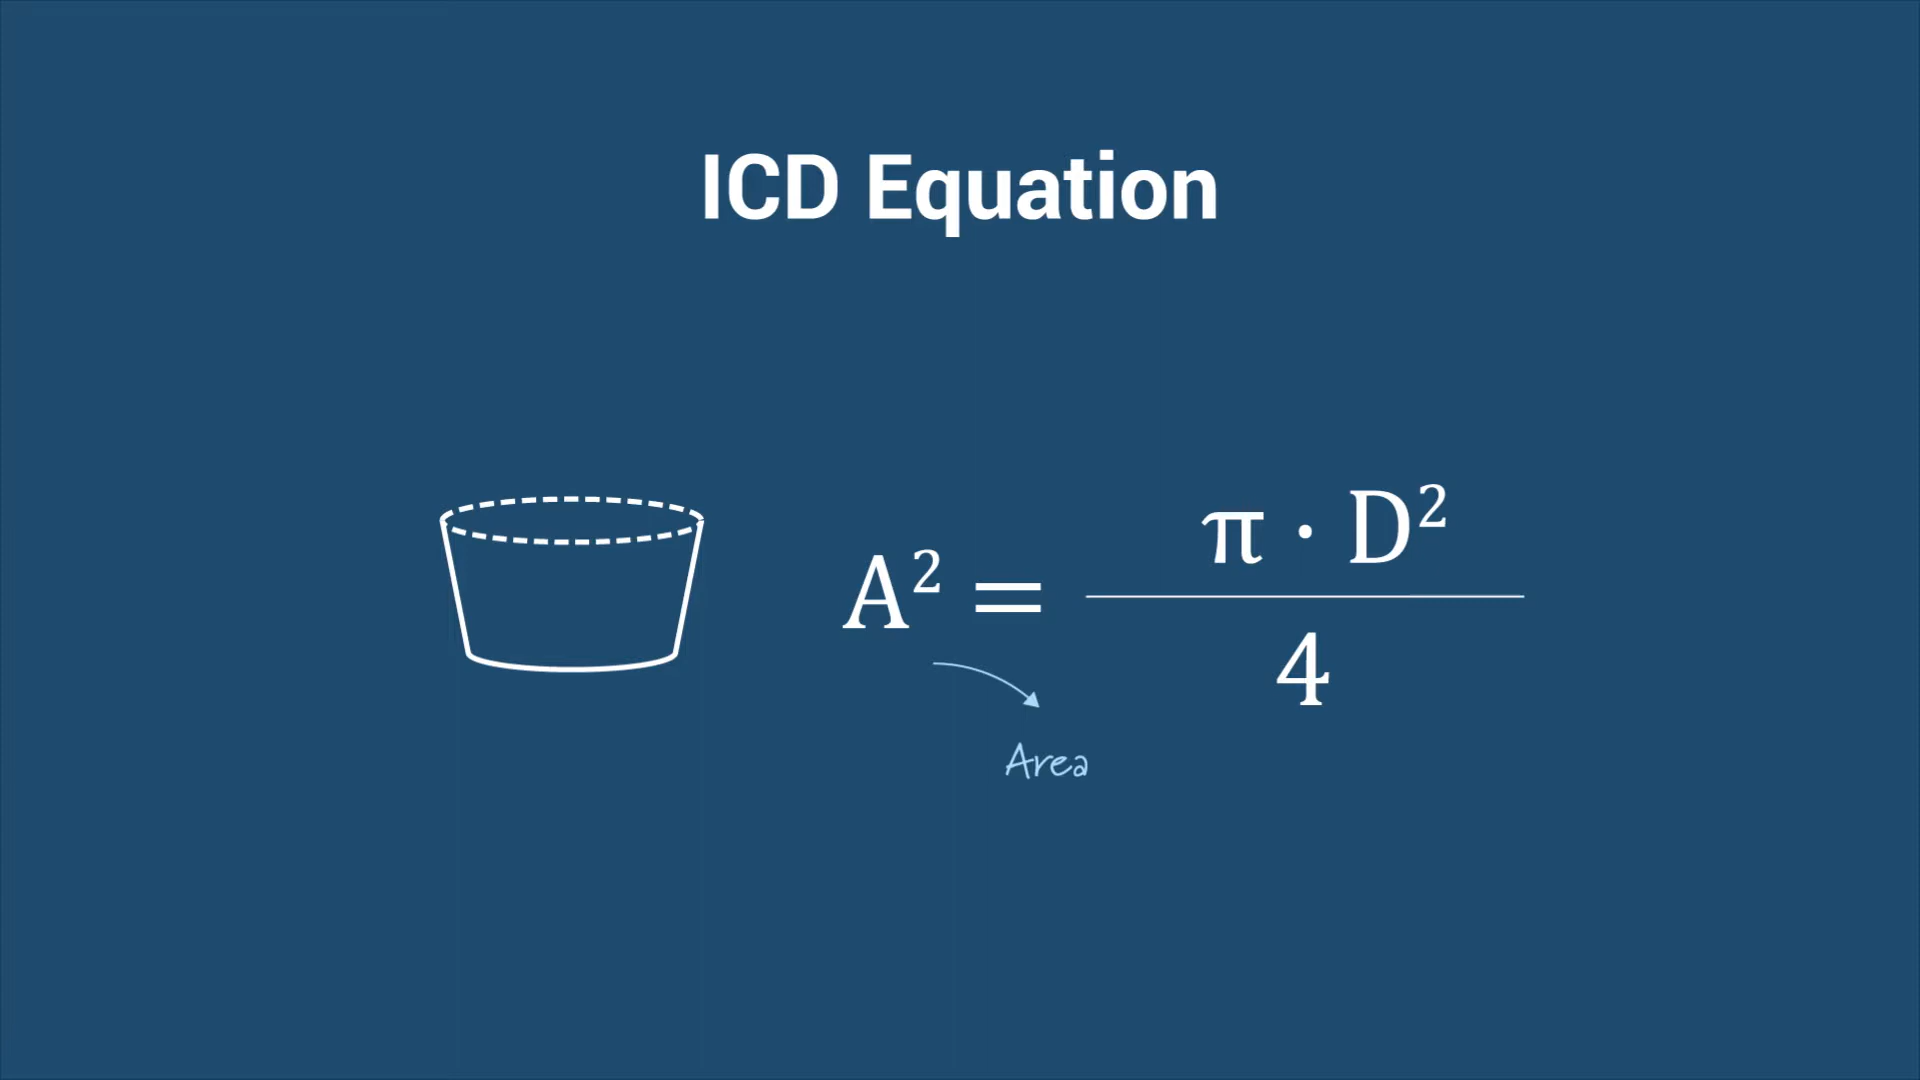 ICD Equation
A² = π · D² / 4
Area